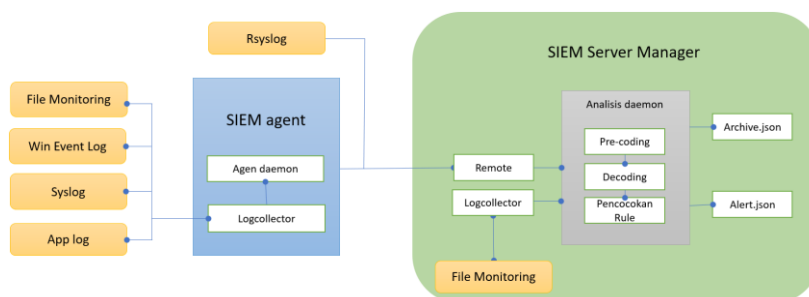 Rsyslog
SIEM Server Manager
File Monitoring
Win Event Log
Syslog
App log
SIEM agent
Agen daemon
Logcollector
Remote
Logcollector
File Monitoring
Analisis daemon
Pre-coding
Decoding
Pencocokan
Rule
Archive.json
Alert.json